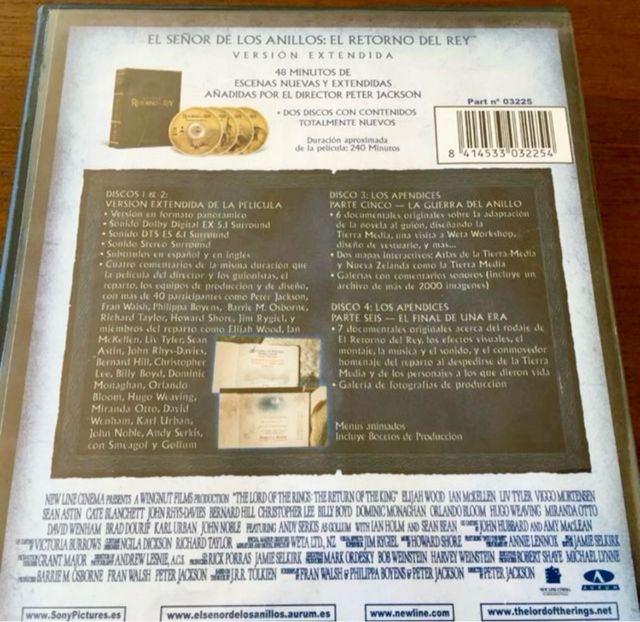 EL SEÑOR DE LOS ANILLOS: EL RETORNO DEL REY™
VERSIÓN EXTENDIDA
48 MINUTOS DE
ESCENAS NUEVAS Y EXTENDIDAS
AÑADIDAS POR EL DIRECTOR PETER JACKSON
• DOS DISCOS CON CONTENIDOS
TOTALMENTE NUEVOS
Duración aproximada
de la película: 240 Minutos
RETORNO DEL REY
Part nº 03225
8 414533 032254
DISCOS 1 & 2:
VERSIÓN EXTENDIDA DE LA PELÍCULA
• Versión en formato panorámico
• Sonido Dolby Digital EX 5.1 Surround
• Sonido DTS ES 6.1 Surround
• Sonido Stereo Surround
• Subtítulos en español y en inglés
• Cuatro comentarios de la misma duración que
la película del director y los guionistas, el
reparto, los equipos de producción y de diseño,
con más de 40 participantes como Peter Jackson,
Fran Walsh, Philippa Boyens, Barrie M. Osborne,
Richard Taylor, Howard Shore, Jim Rygiel, y
miembros del reparto como Elijah Wood, Ian
McKellen, Liv Tyler, Sean
Astin, John Rhys-Davies,
Bernard Hill, Christopher
Lee, Billy Boyd, Dominic
Monaghan, Orlando
Bloom, Hugo Weaving,
Miranda Otto, David
Wenham, Karl Urban,
John Noble, Andy Serkis,
con Smeagol y Gollum
DISCO 3: LOS APENDICES
PARTE CINCO — LA GUERRA DEL ANILLO
• 6 documentales originales sobre la adaptación
de la novela al guión, diseñando la
Tierra Media, una visita a Weta Workshop,
diseño de vestuario, y mas...
• Dos mapas interactivos: Atlas de la Tierra Media
y Nueva Zelanda como la Tierra Media
• Galerías con comentarios sonoros (incluye un
archivo de más de 2000 imágenes)
DISCO 4: LOS APENDICES
PARTE SEIS — EL FINAL DE UNA ERA
• 7 documentales originales acerca del rodaje de
El Retorno del Rey, los efectos visuales, el
montaje, la musica y el sonido, y el conmovedor
homenaje del reparto al despedirse de la Tierra
Media y de los personajes a los que dieron vida
• Galería de fotografías de producción
Menús animados
Incluye Bocetos de Producción
NEW LINE CINEMA PRESENTS A WINGNUT FILMS PRODUCTION "THE LORD OF THE RINGS: THE RETURN OF THE KING" ELIJAH WOOD IAN McKELLEN LIV TYLER VIGGO MORTENSEN
SEAN ASTIN CATE BLANCHETT JOHN RHYS-DAVIES BERNARD HILL CHRISTOPHER LEE BILLY BOYD DOMINIC MONAGHAN ORLANDO BLOOM HUGO WEAVING MIRANDA OTTO
DAVID WENHAM BRAD DOURIF KARL URBAN JOHN NOBLE FEATURING ANDY SERKIS AS GOLLUM WITH IAN HOLM AND SEAN BEAN JOHN HUBBARD AND AMY MACLEAN
VICTORIA BURROWS NGILA DICKSON RICHARD TAYLOR WETA LTD, NZ JIM RYGIEL HOWARD SHORE ANNIE LENNOX JAMIE SELKIRK
GRANT MAJOR ANDREW LESNIE, A.C.S RICK PORRAS JAMIE SELKIRK MARK ORDESKY BOB WEINSTEIN HARVEY WEINSTEIN ROBERT SHAYE MICHAEL LYNNE
BARRIE M. OSBORNE FRAN WALSH PETER JACKSON J.R.R. TOLKIEN FRAN WALSH & PHILIPPA BOYENS & PETER JACKSON PETER JACKSON
NEW LINE CINEMA
AURUM
www.SonyPictures.es
www.elsenordelosanillos.aurum.es
www.newline.com
www.thelordoftherings.net